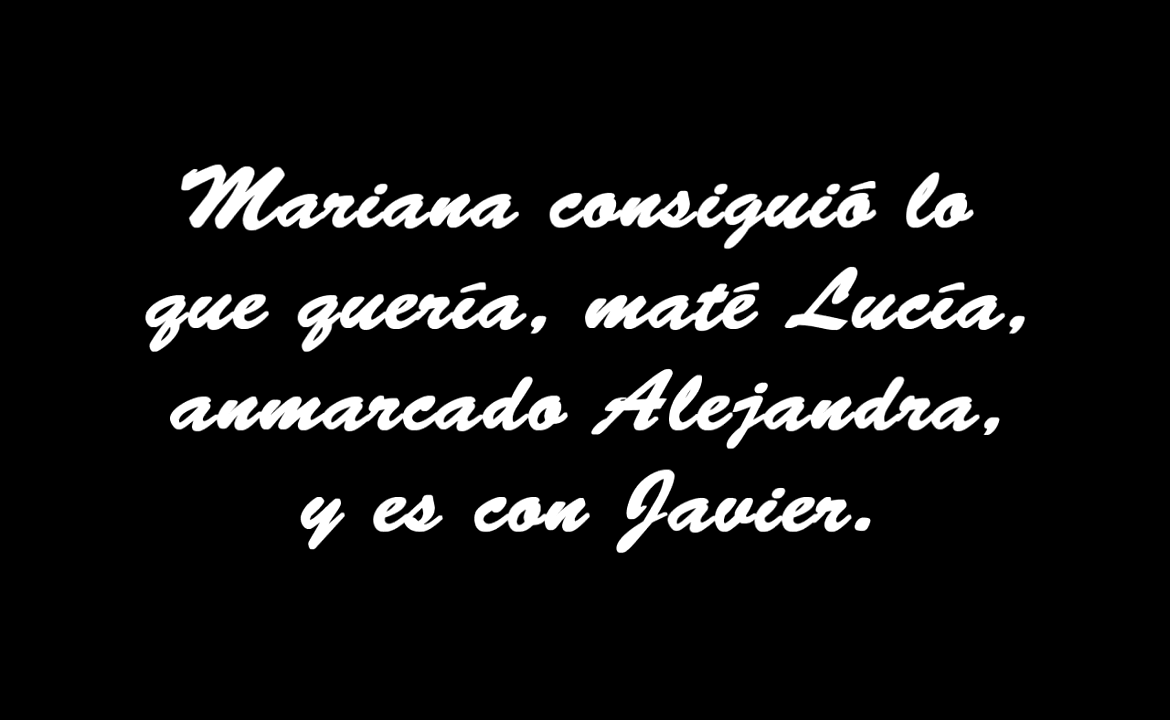 Mariana consiguió lo
que quería, maté Lucía,
anmarcado Alejandra,
y es con Javier.